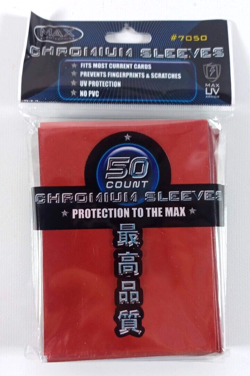 MAX
#7050
CHROMIUM SLEEVES
★ FITS MOST CURRENT CARDS
★ PREVENTS FINGERPRINTS & SCRATCHES
★ UV PROTECTION
★ NO PVC
MAX
UV
50
COUNT
CHROMIUM SLEEVES
★ PROTECTION TO THE MAX ★
最高品質